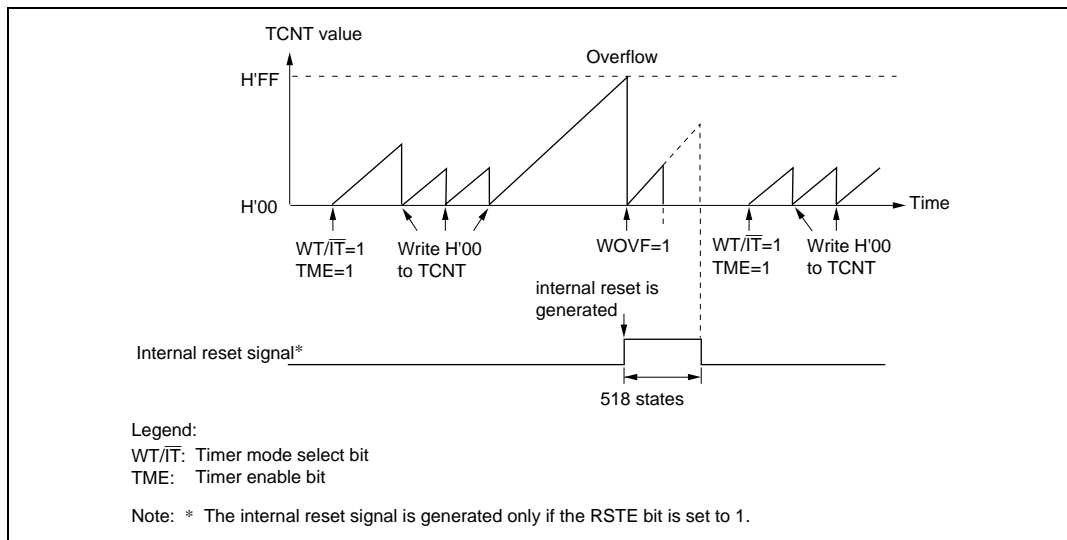 TCNT value
Overflow
H'FF
H'00
Time
WT/I̅T̅=1
TME=1
Write H'00
to TCNT
WOVF=1
WT/I̅T̅=1
TME=1
Write H'00
to TCNT
internal reset is
generated
Internal reset signal*
518 states
Legend:
WT/I̅T̅: Timer mode select bit
TME: Timer enable bit
Note: * The internal reset signal is generated only if the RSTE bit is set to 1.